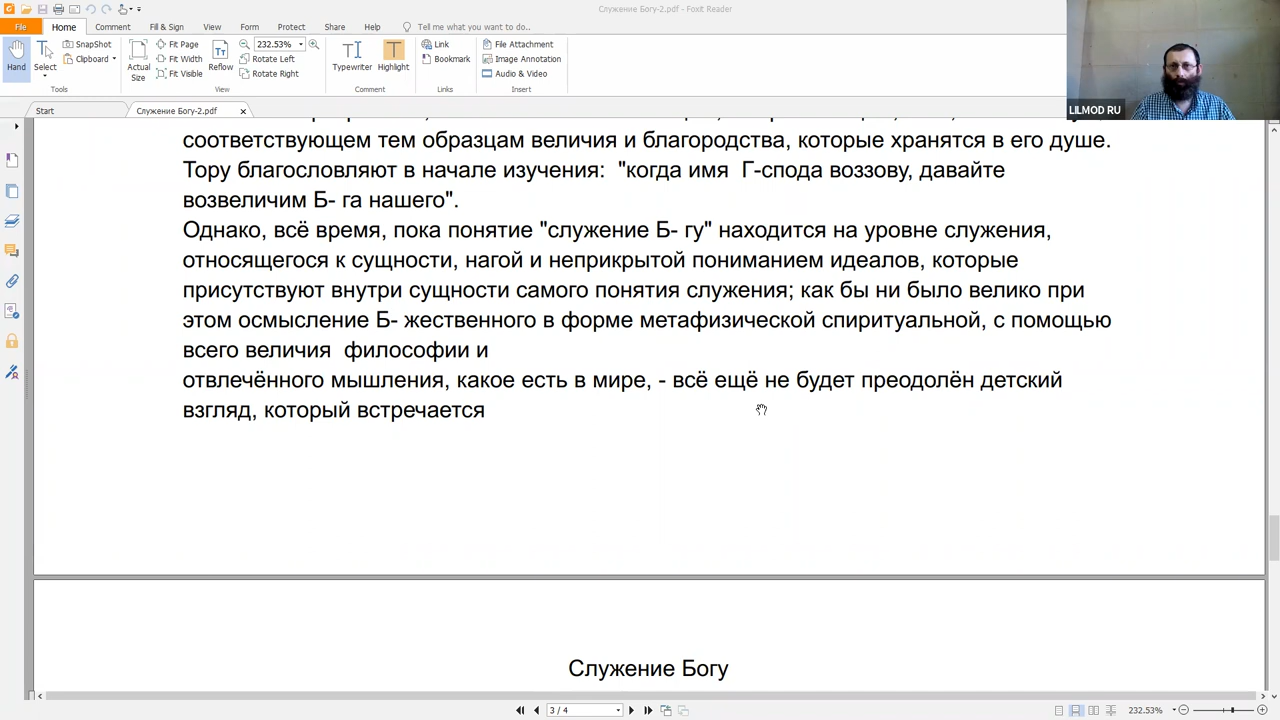 Служение Богу-2.pdf - Foxit Reader
File Home Comment Fill & Sign View Form Protect Share Help Tell me what you want to do..
Hand Select SnapShot Clipboard Actual Size Fit Page Fit Width Fit Visible Reflow 232.53% Rotate Left Rotate Right Typewriter Highlight Link Bookmark File Attachment Image Annotation Audio & Video
Tools View Comment Links Insert
LILMOD RU
Start Служение Богу-2.pdf
соответствующем тем образцам величия и благородства, которые хранятся в его душе.
Тору благословляют в начале изучения: "когда имя Г-спода воззову, давайте
возвеличим Б- га нашего".
Однако, всё время, пока понятие "служение Б- гу" находится на уровне служения,
относящегося к сущности, нагой и неприкрытой пониманием идеалов, которые
присутствуют внутри сущности самого понятия служения; как бы ни было велико при
этом осмысление Б- жественного в форме метафизической спиритуальной, с помощью
всего величия философии и
отвлечённого мышления, какое есть в мире, - всё ещё не будет преодолён детский
взгляд, который встречается
Служение Богу
3 / 4 232.53%